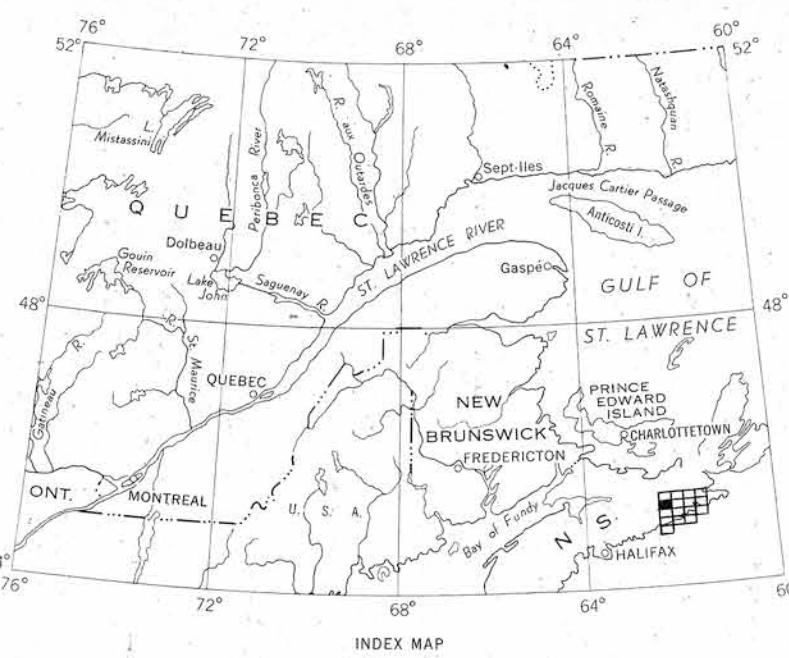 76°
72°
68°
64°
60°
52°
52°
L.
Mistassini
Peribonca River
R. aux Outardes
Romaine R.
Natashquan R.
Sept-Iles
Jacques Cartier Passage
Anticosti I.
QUEBEC
Dolbeau
Gouin
Reservoir
Lake
John
Saguenay R.
ST. LAWRENCE RIVER
Gaspé
GULF OF
ST. LAWRENCE
48°
48°
R.
St. Maurice
Gatineau R.
QUEBEC
NEW
BRUNSWICK
FREDERICTON
PRINCE
EDWARD
ISLAND
CHARLOTTETOWN
ONT.
MONTREAL
U. S. A.
Bay of Fundy
N.S.
HALIFAX
76°
72°
68°
64°
INDEX MAP